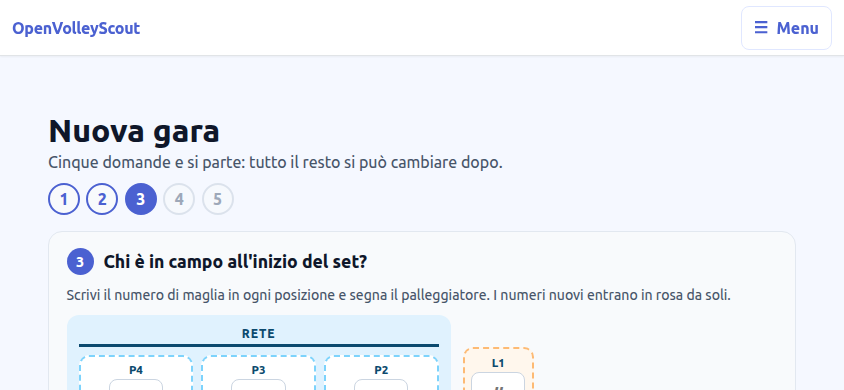 OpenVolleyScout
☰ Menu
Nuova gara
Cinque domande e si parte: tutto il resto si può cambiare dopo.
1 2 3 4 5
3 Chi è in campo all'inizio del set?
Scrivi il numero di maglia in ogni posizione e segna il palleggiatore. I numeri nuovi entrano in rosa da soli.
RETE
P4 P3 P2 L1